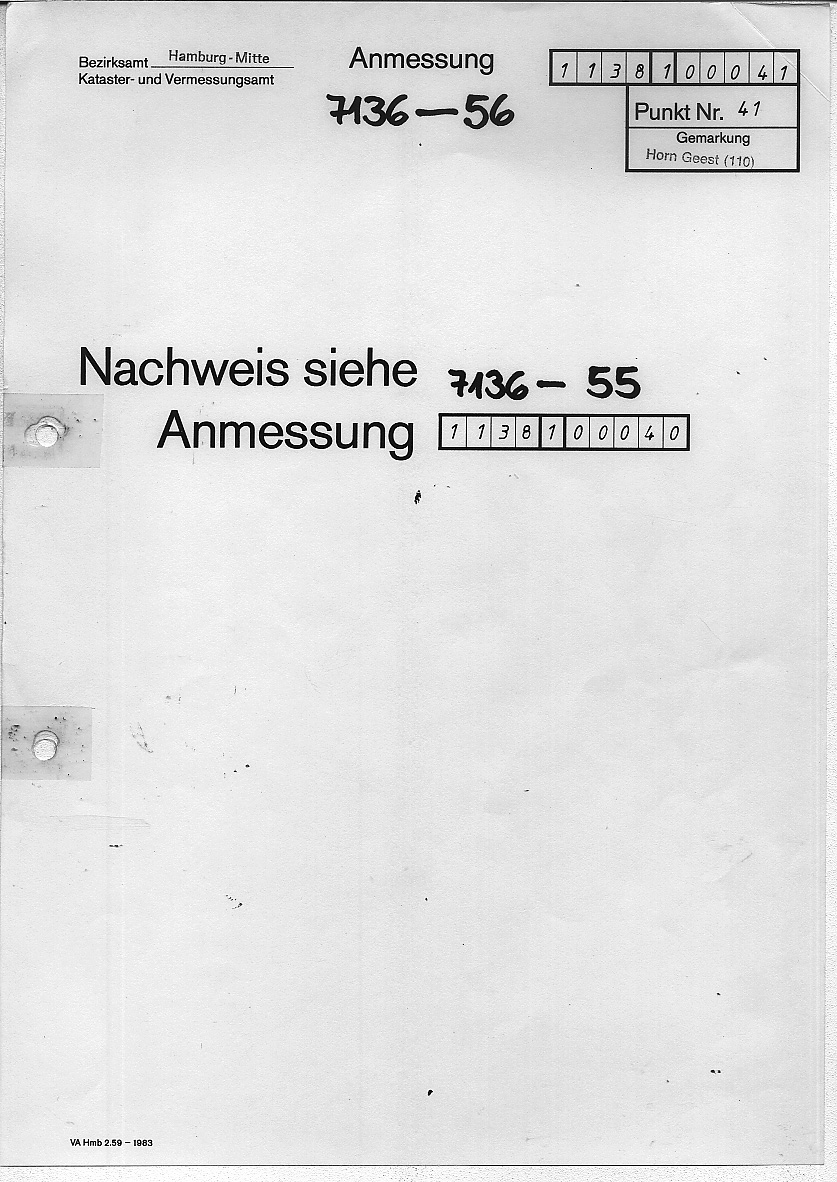 Bezirksamt Hamburg-Mitte
Kataster- und Vermessungsamt
Anmessung
7136 — 56
1 1 3 8 1 0 0 0 4 1
Punkt Nr. 41
Gemarkung
Horn Geest (110)
Nachweis siehe 7136 — 55
Anmessung 1 1 3 8 1 0 0 0 4 0
VA Hmb 2.59 – 1983